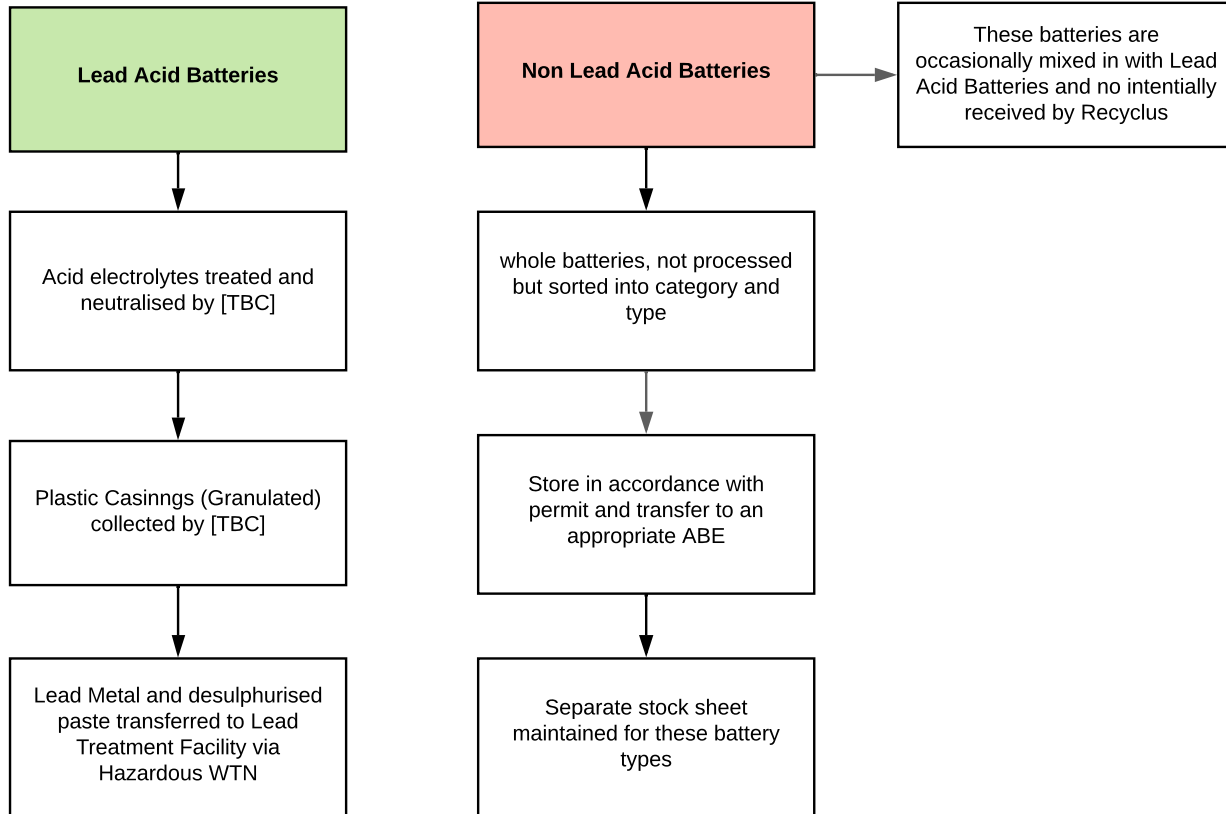 Lead Acid Batteries
Non Lead Acid Batteries
These batteries are
occasionally mixed in with Lead
Acid Batteries and no intentially
received by Recyclus
Acid electrolytes treated and
neutralised by [TBC]
whole batteries, not processed
but sorted into category and
type
Plastic Casinngs (Granulated)
collected by [TBC]
Store in accordance with
permit and transfer to an
appropriate ABE
Lead Metal and desulphurised
paste transferred to Lead
Treatment Facility via
Hazardous WTN
Separate stock sheet
maintained for these battery
types